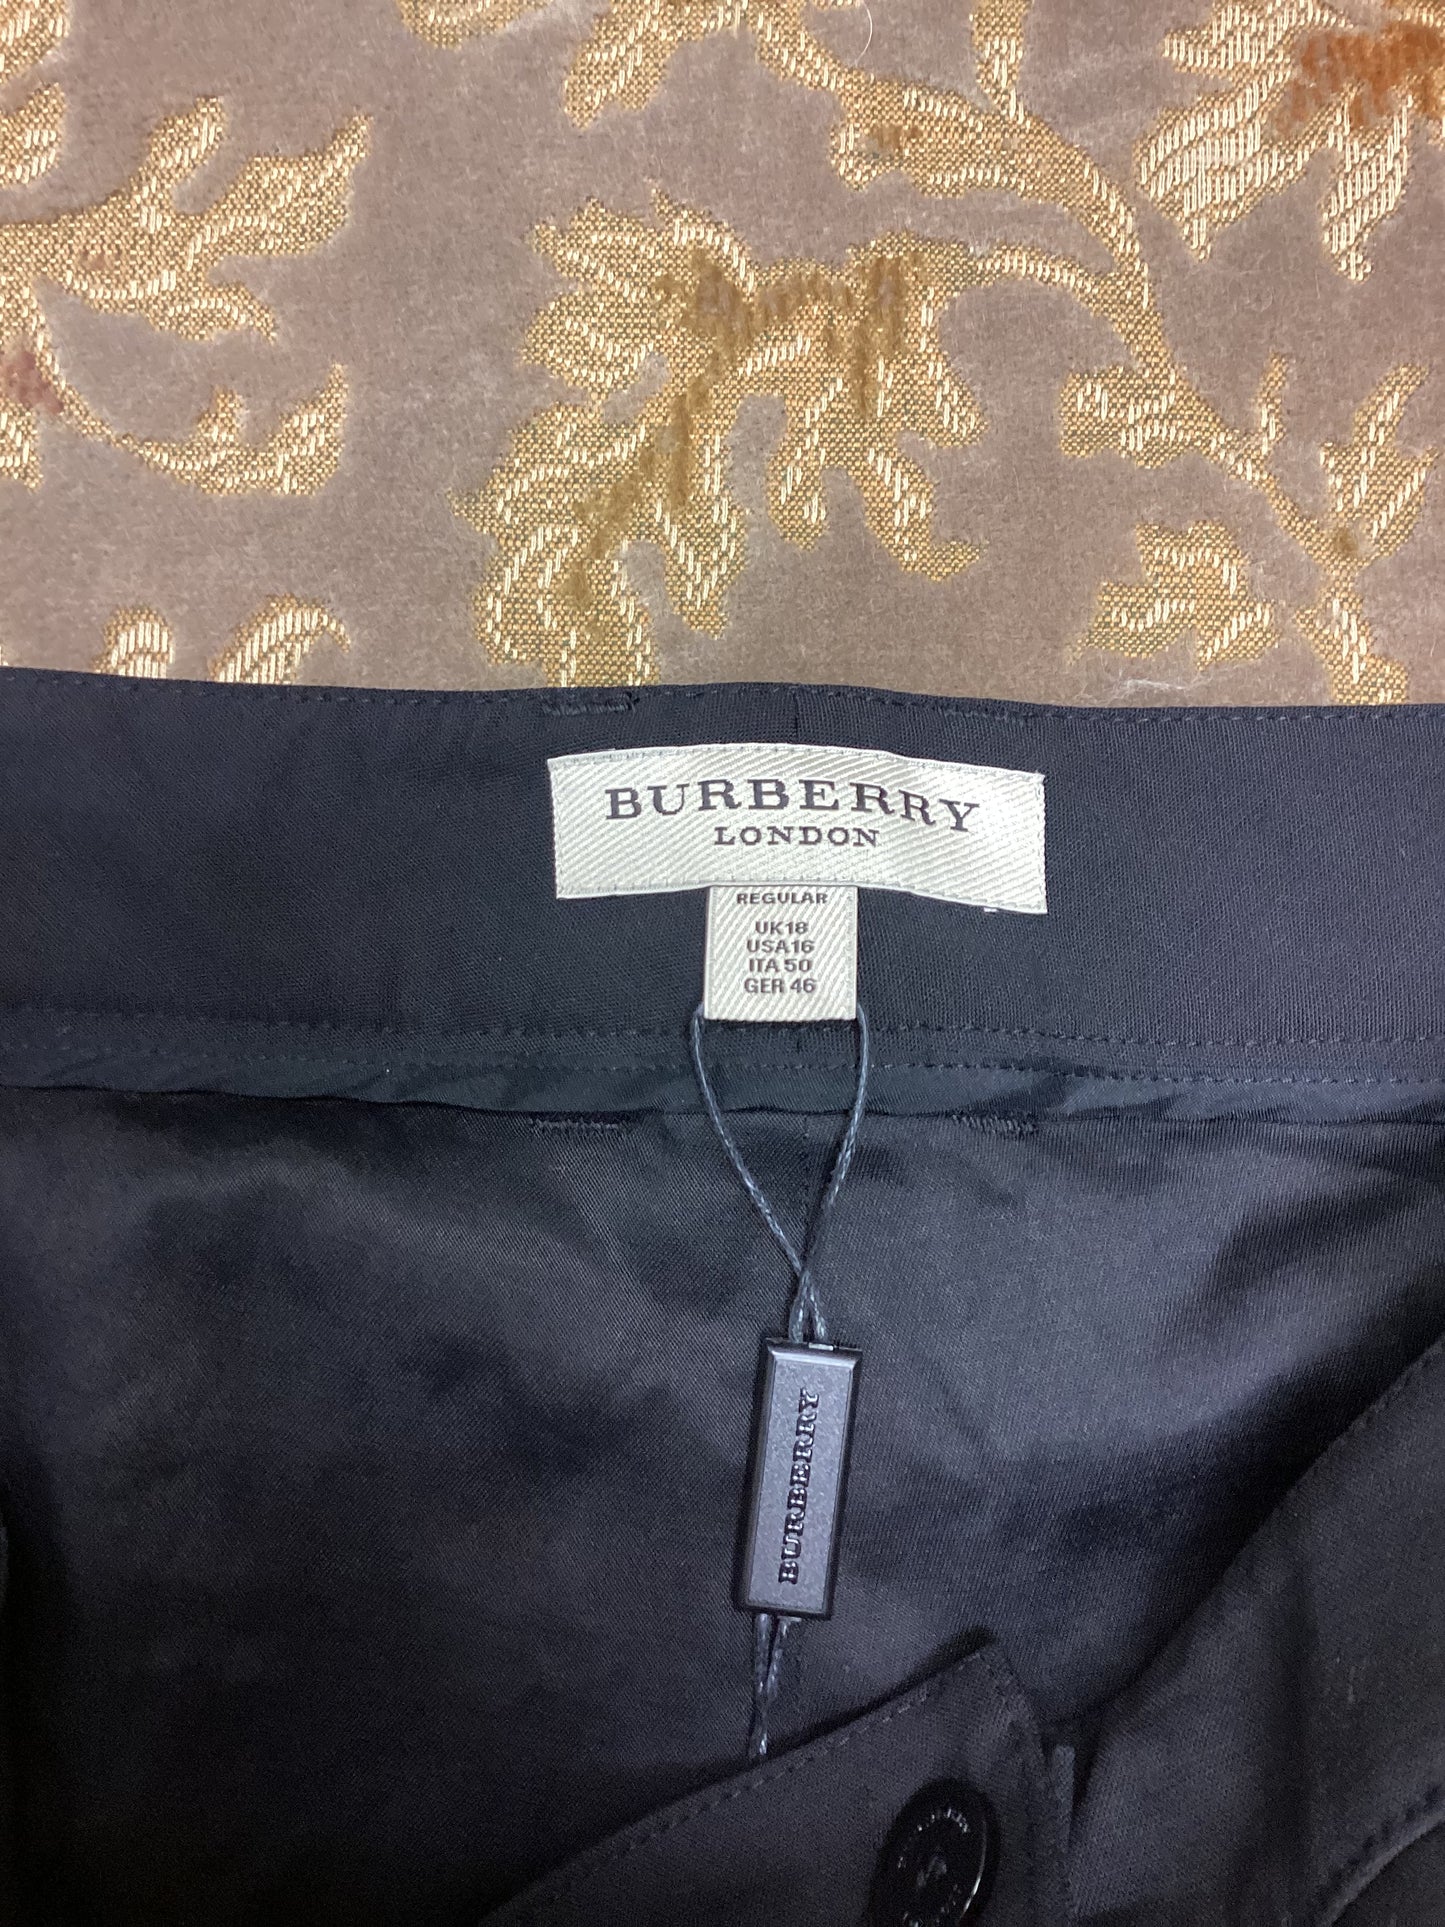 BURBERRY
LONDON
REGULAR
UK18
USA16
ITA 50
GER 46
BURBERRY